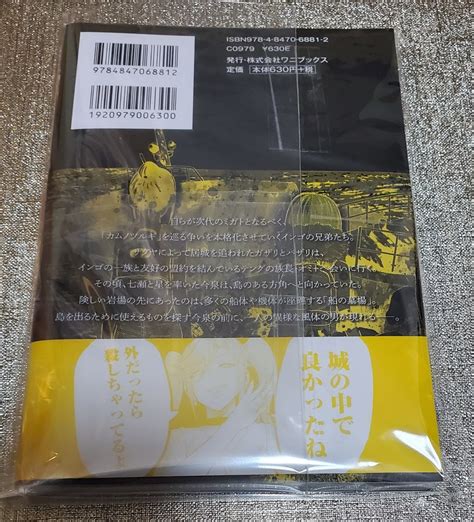 ISBN978-4-8470-6881-2
C0979 ¥630E
発行・株式会社ワニブックス
定価 本体630円+税
9784847068812
1920979006300
自らが次代のミカドとなるべく、
「カムノツルギ」を巡る争いを本格化させていくインゴの兄弟たち。
によって居城を追われたガザリとハザリは、
インゴの一族と友好の盟約を結んでいる
の族長・オミナに会いに行く。
その頃、七瀬と星を率いた今泉は、島のある方角へと向かっていた。
険しい岩場の先にあったのは、多くの船体や機体が座礁する「船の墓場」。
島を出るために使えるものを探す今泉の前に、一人の異様な風体の男が現れる──。
城の中で
良かったね
外だったら
殺しちゃってるよ